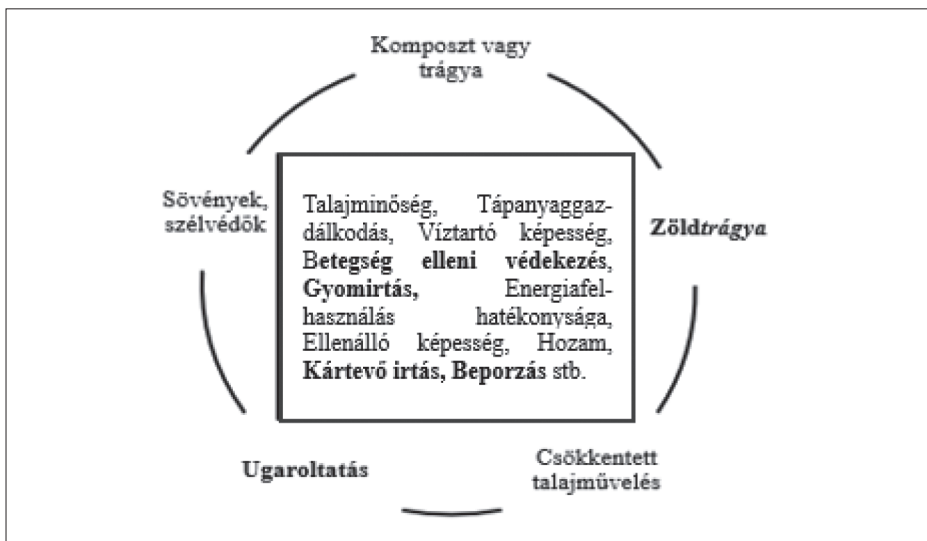 Komposzt vagy
trágya
Sövények,
szélvédők
Talajminőség, Tápanyaggaz-
dálkodás, Víztartó képesség,
Betegség elleni védekezés,
Gyomirtás, Energiafel-
használás hatékonysága,
Ellenálló képesség, Hozam,
Kártevő irtás, Beporzás stb.
Zöldtrágya
Ugaroltatás
Csökkentett
talajművelés